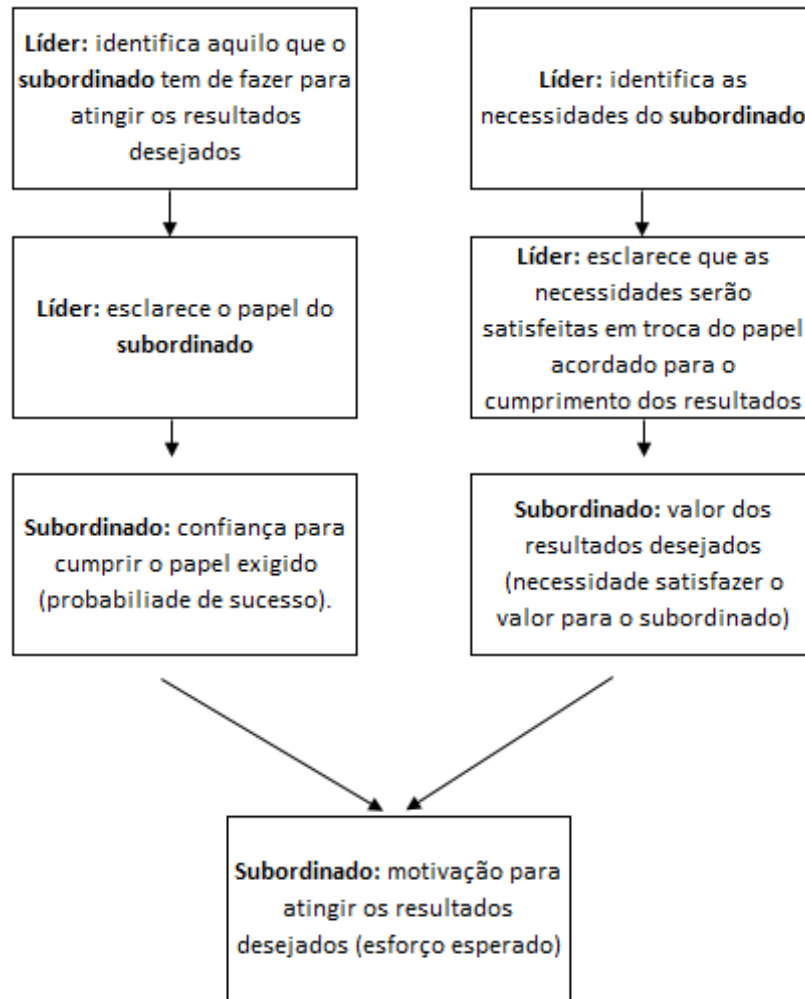 Líder: identifica aquilo que o
subordinado tem de fazer para
atingir os resultados
desejados
Líder: identifica as
necessidades do subordinado
Líder: esclarece o papel do
subordinado
Líder: esclarece que as
necessidades serão
satisfeitas em troca do papel
acordado para o
cumprimento dos resultados
Subordinado: confiança para
cumprir o papel exigido
(probabiliade de sucesso).
Subordinado: valor dos
resultados desejados
(necessidade satisfazer o
valor para o subordinado)
Subordinado: motivação para
atingir os resultados
desejados (esforço esperado)